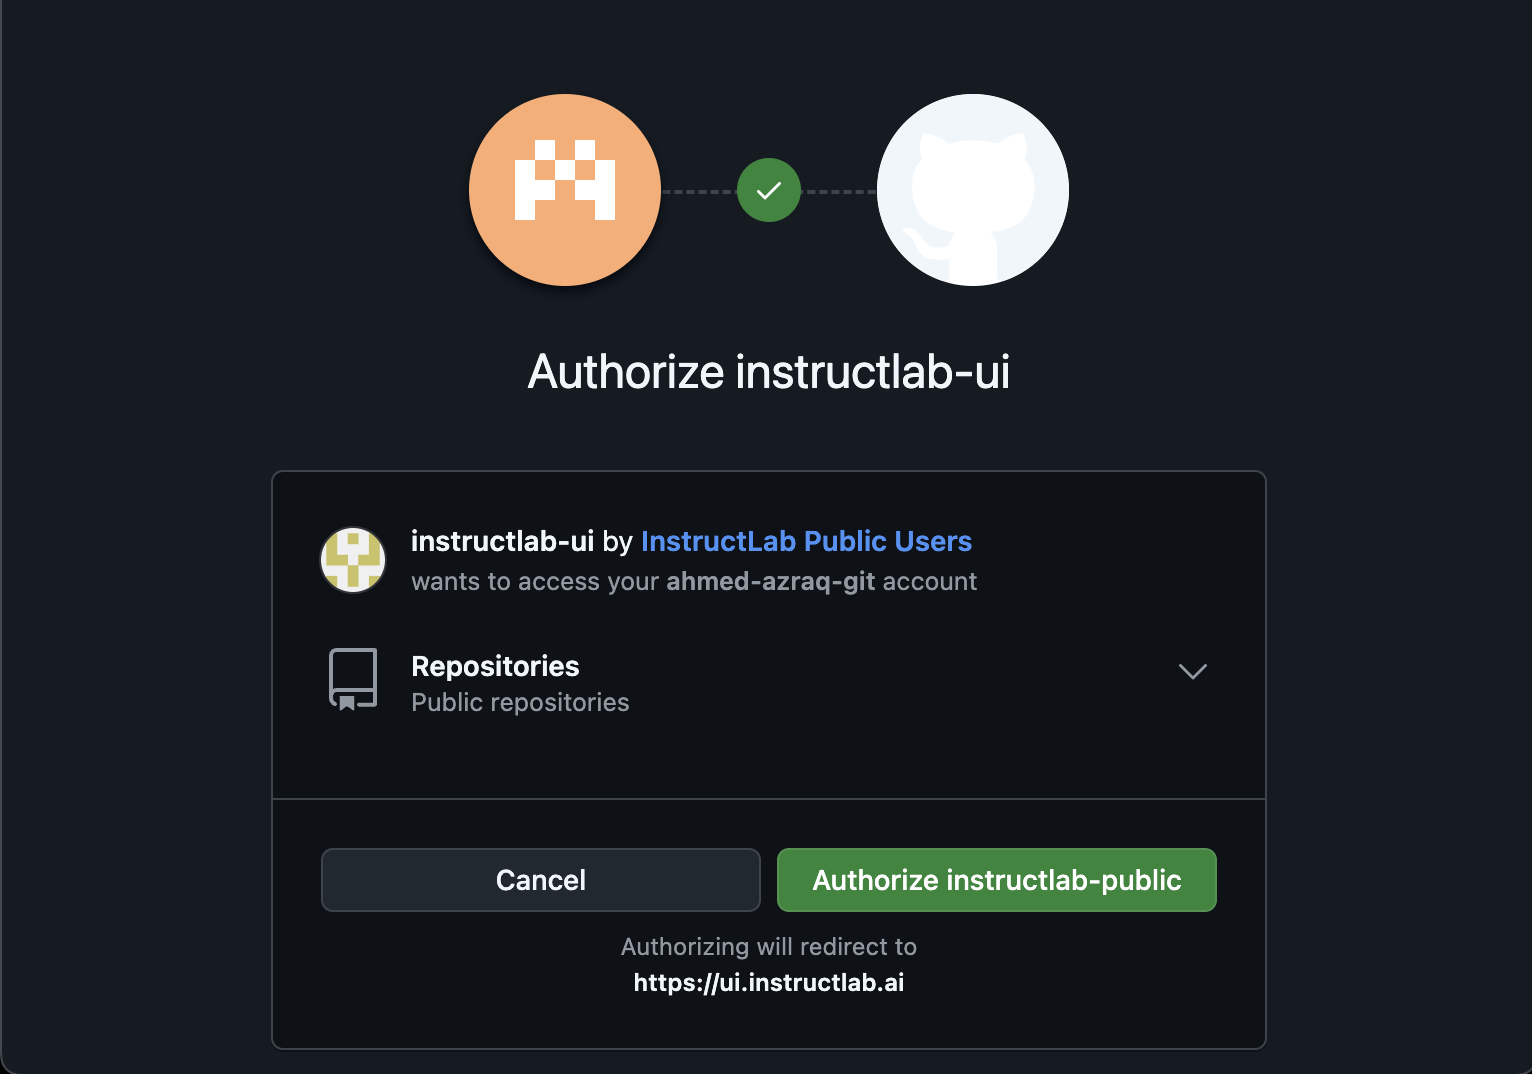 Authorize instructlab-ui
instructlab-ui by InstructLab Public Users
wants to access your ahmed-azraq-git account
Repositories
Public repositories
Cancel
Authorize instructlab-public
Authorizing will redirect to
https://ui.instructlab.ai